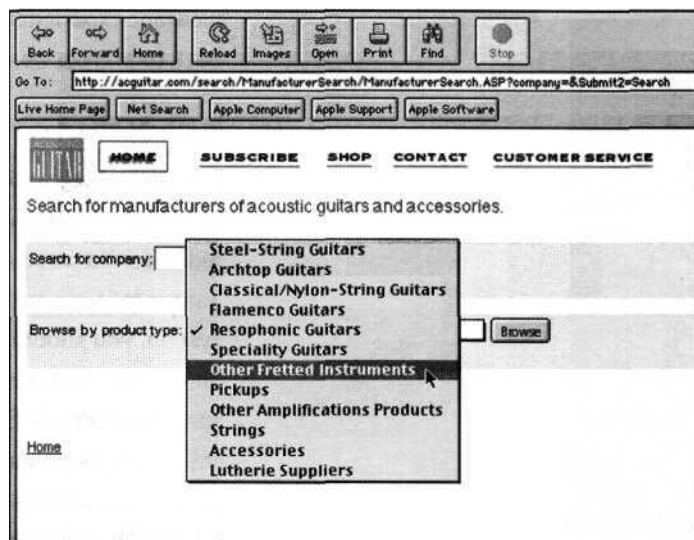 Back Forward Home Reload Images Open Print Find Stop
Go To: http://acguitar.com/search/ManufacturerSearch/ManufacturerSearch.ASP?company=&Submit2=Search
Live Home Page Net Search Apple Computer Apple Support Apple Software
GUITAR HOME SUBSCRIBE SHOP CONTACT CUSTOMER SERVICE
Search for manufacturers of acoustic guitars and accessories.
Search for company:
Steel-String Guitars
Archtop Guitars
Classical/Nylon-String Guitars
Flamenco Guitars
Browse by product type: ✓ Resophonic Guitars Browse
Speciality Guitars
Other Fretted Instruments
Pickups
Other Amplifications Products
Strings
Accessories
Lutherie Suppliers
Home